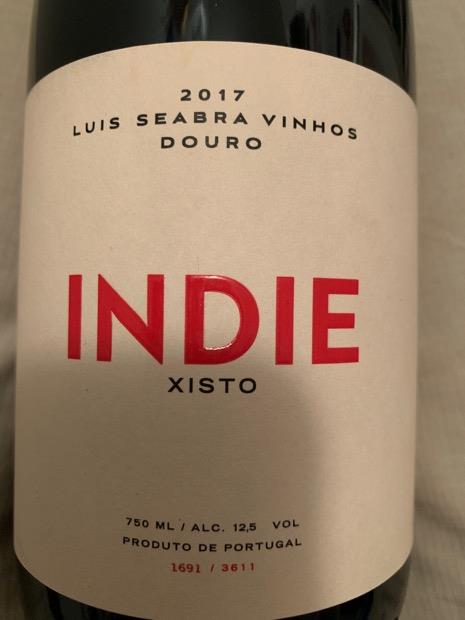 2017
LUIS SEABRA VINHOS
DOURO
INDIE
XISTO
750 ML / ALC. 12,5 VOL
PRODUTO DE PORTUGAL
1691 / 3611